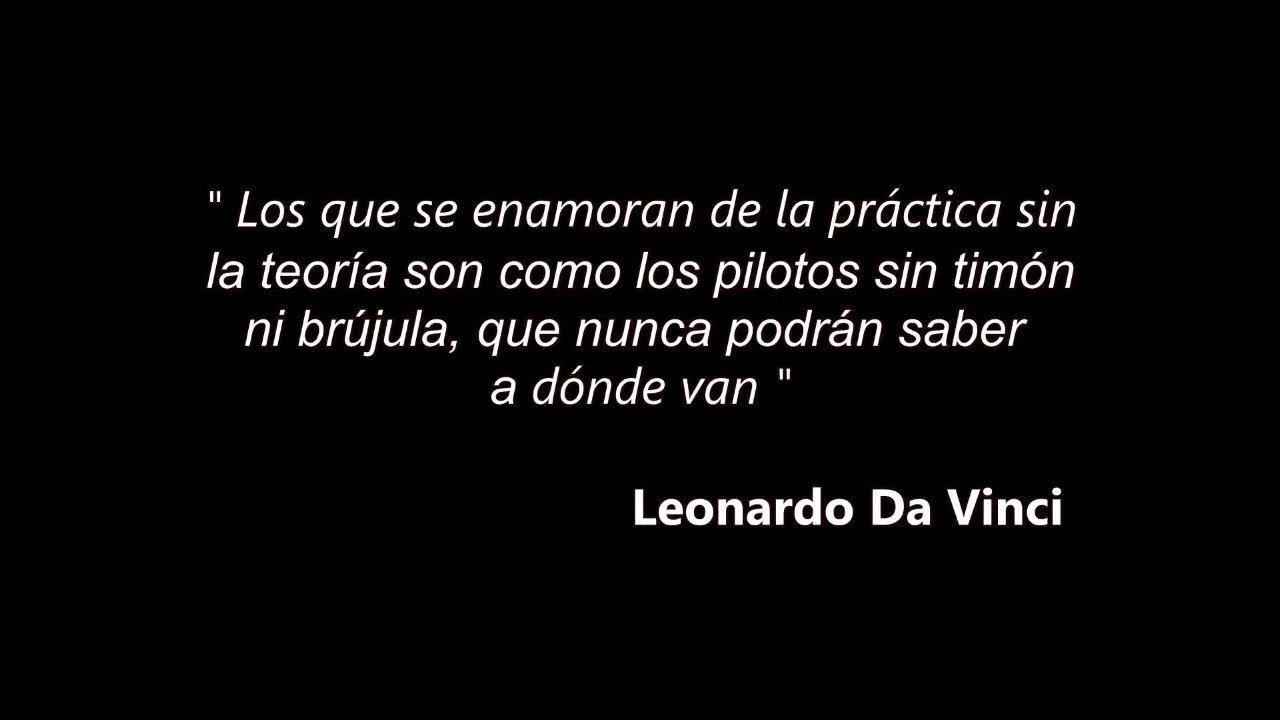 " Los que se enamoran de la práctica sin
la teoría son como los pilotos sin timón
ni brújula, que nunca podrán saber
a dónde van "
Leonardo Da Vinci